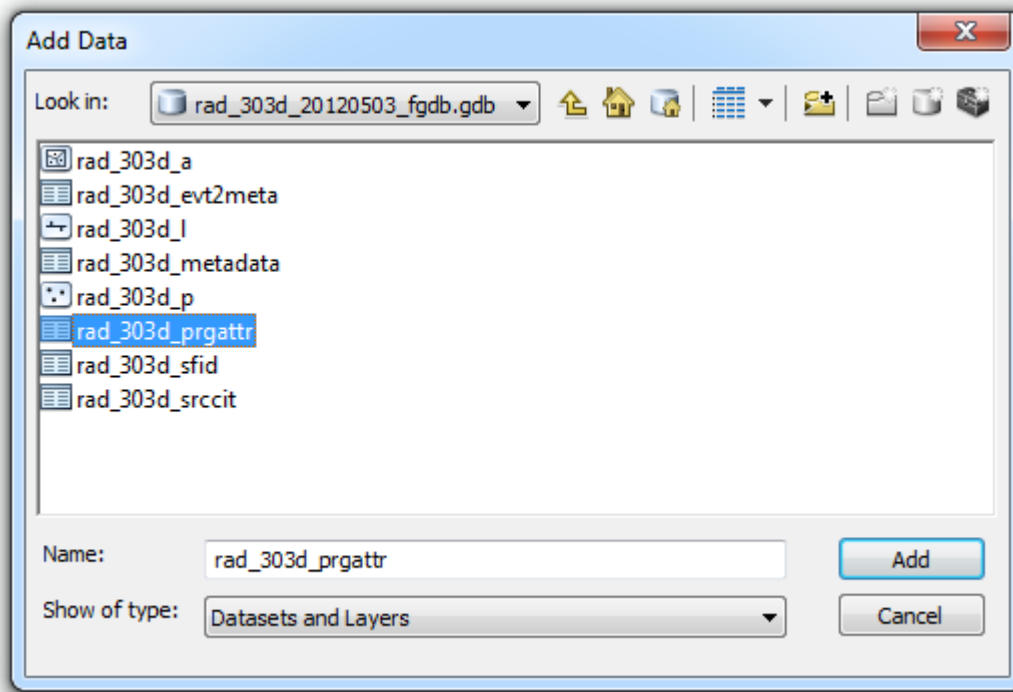 Add Data
Look in: rad_303d_20120503_fgdb.gdb
rad_303d_a
rad_303d_evt2meta
rad_303d_l
rad_303d_metadata
rad_303d_p
rad_303d_prgattr
rad_303d_sfid
rad_303d_srccit
Name: rad_303d_prgattr Add
Show of type: Datasets and Layers Cancel